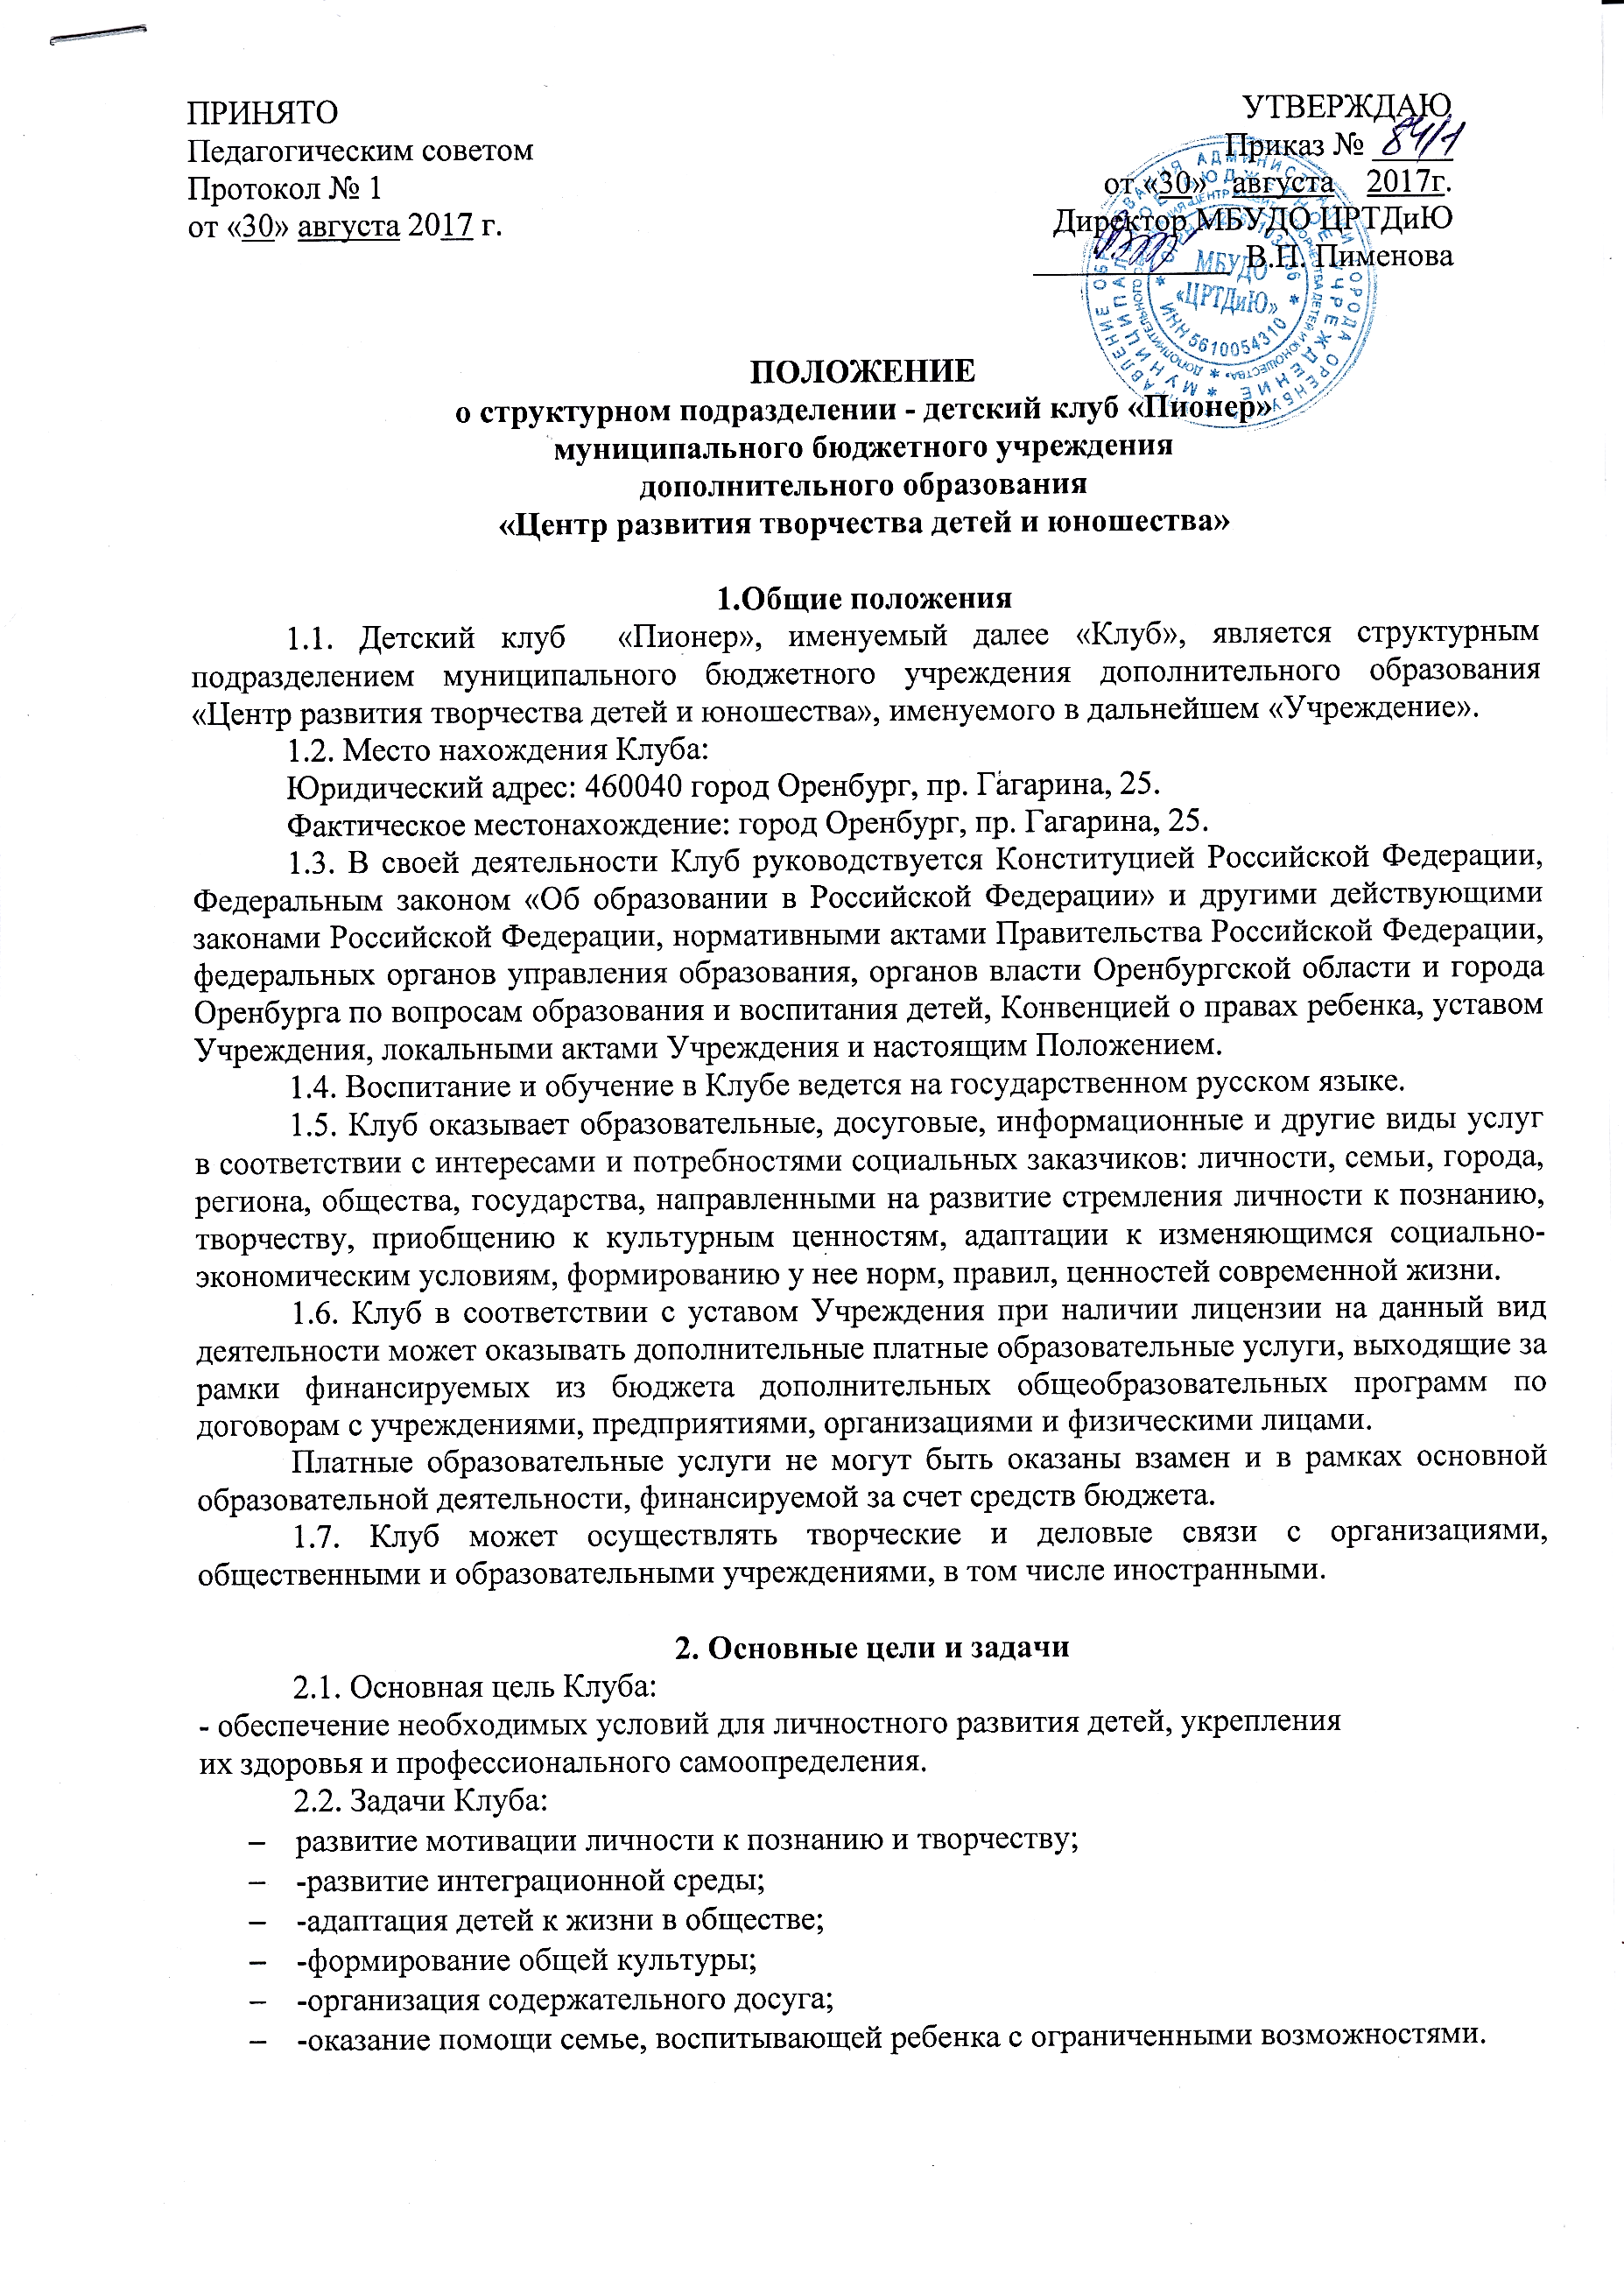 ПРИНЯТО
Педагогическим советом
Протокол № 1
от «30» августа 2017 г.
УТВЕРЖДАЮ
Приказ № 84/1
от «30» августа 2017г.
Директор МБУДО ЦРТДиЮ
В.П. Пименова
МБУДО
«ЦРТДиЮ»
ИНН 5610054310
ПОЛОЖЕНИЕ
о структурном подразделении - детский клуб «Пионер»
муниципального бюджетного учреждения
дополнительного образования
«Центр развития творчества детей и юношества»
1.Общие положения
1.1. Детский клуб «Пионер», именуемый далее «Клуб», является структурным
подразделением муниципального бюджетного учреждения дополнительного образования
«Центр развития творчества детей и юношества», именуемого в дальнейшем «Учреждение».
1.2. Место нахождения Клуба:
Юридический адрес: 460040 город Оренбург, пр. Гагарина, 25.
Фактическое местонахождение: город Оренбург, пр. Гагарина, 25.
1.3. В своей деятельности Клуб руководствуется Конституцией Российской Федерации,
Федеральным законом «Об образовании в Российской Федерации» и другими действующими
законами Российской Федерации, нормативными актами Правительства Российской Федерации,
федеральных органов управления образования, органов власти Оренбургской области и города
Оренбурга по вопросам образования и воспитания детей, Конвенцией о правах ребенка, уставом
Учреждения, локальными актами Учреждения и настоящим Положением.
1.4. Воспитание и обучение в Клубе ведется на государственном русском языке.
1.5. Клуб оказывает образовательные, досуговые, информационные и другие виды услуг
в соответствии с интересами и потребностями социальных заказчиков: личности, семьи, города,
региона, общества, государства, направленными на развитие стремления личности к познанию,
творчеству, приобщению к культурным ценностям, адаптации к изменяющимся социально-
экономическим условиям, формированию у нее норм, правил, ценностей современной жизни.
1.6. Клуб в соответствии с уставом Учреждения при наличии лицензии на данный вид
деятельности может оказывать дополнительные платные образовательные услуги, выходящие за
рамки финансируемых из бюджета дополнительных общеобразовательных программ по
договорам с учреждениями, предприятиями, организациями и физическими лицами.
Платные образовательные услуги не могут быть оказаны взамен и в рамках основной
образовательной деятельности, финансируемой за счет средств бюджета.
1.7. Клуб может осуществлять творческие и деловые связи с организациями,
общественными и образовательными учреждениями, в том числе иностранными.
2. Основные цели и задачи
2.1. Основная цель Клуба:
- обеспечение необходимых условий для личностного развития детей, укрепления
их здоровья и профессионального самоопределения.
2.2. Задачи Клуба:
– развитие мотивации личности к познанию и творчеству;
– -развитие интеграционной среды;
– -адаптация детей к жизни в обществе;
– -формирование общей культуры;
– -организация содержательного досуга;
– -оказание помощи семье, воспитывающей ребенка с ограниченными возможностями.